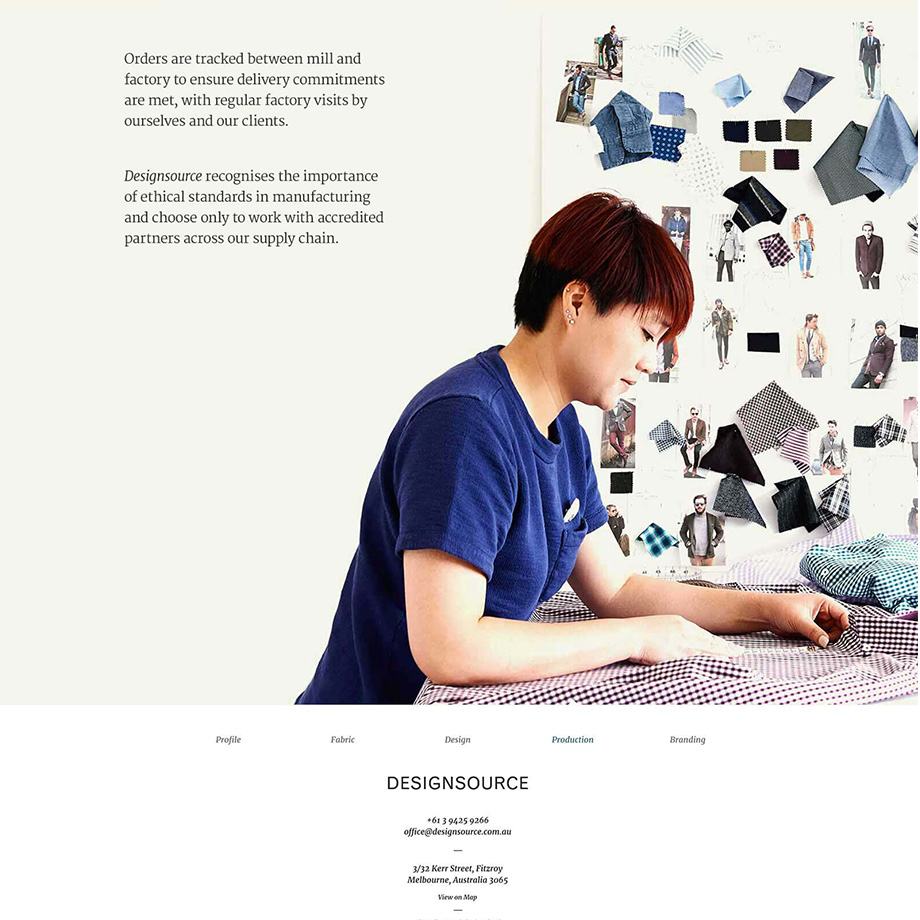 Orders are tracked between mill and
factory to ensure delivery commitments
are met, with regular factory visits by
ourselves and our clients.
Designsource recognises the importance
of ethical standards in manufacturing
and choose only to work with accredited
partners across our supply chain.
Profile Fabric Design Production Branding
DESIGNSOURCE
+61 3 9425 9266
office@designsource.com.au
—
3/32 Kerr Street, Fitzroy
Melbourne, Australia 3065
View on Map
—